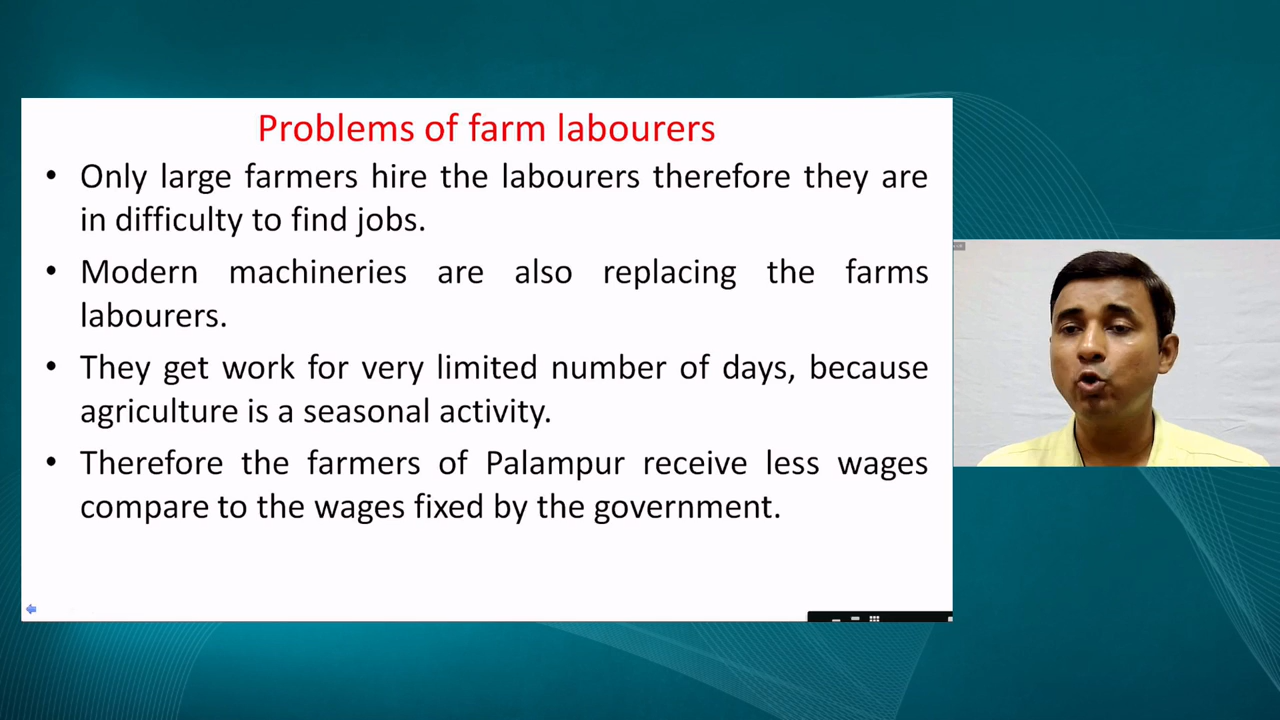 Problems of farm labourers
• Only large farmers hire the labourers therefore they are
in difficulty to find jobs.
• Modern machineries are also replacing the farms
labourers.
• They get work for very limited number of days, because
agriculture is a seasonal activity.
• Therefore the farmers of Palampur receive less wages
compare to the wages fixed by the government.